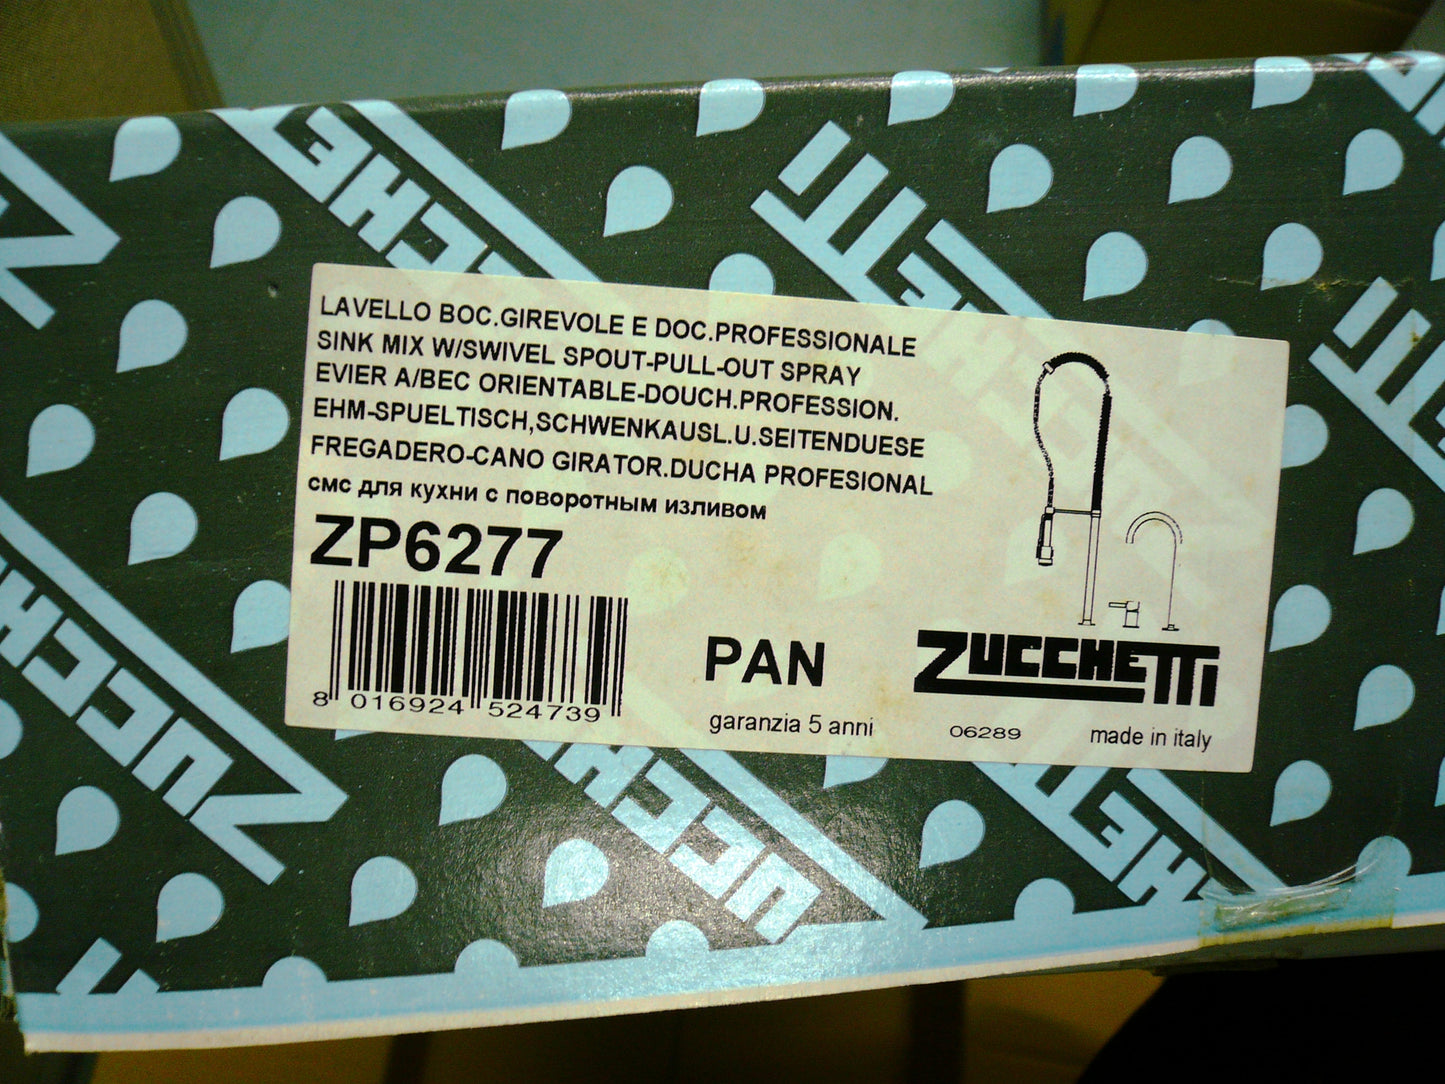 LAVELLO BOC.GIREVOLE E DOC.PROFESSIONALE
SINK MIX W/SWIVEL SPOUT-PULL-OUT SPRAY
EVIER A/BEC ORIENTABLE-DOUCH.PROFESSION.
EHM-SPUELTISCH,SCHWENKAUSL.U.SEITENDUESE
FREGADERO-CANO GIRATOR.DUCHA PROFESIONAL
смс для кухни с поворотным изливом
ZP6277
8 016924 524739
PAN
garanzia 5 anni
ZUCCHETTI
06289
made in italy
ZUCCHETTI
ZUCCHETTI